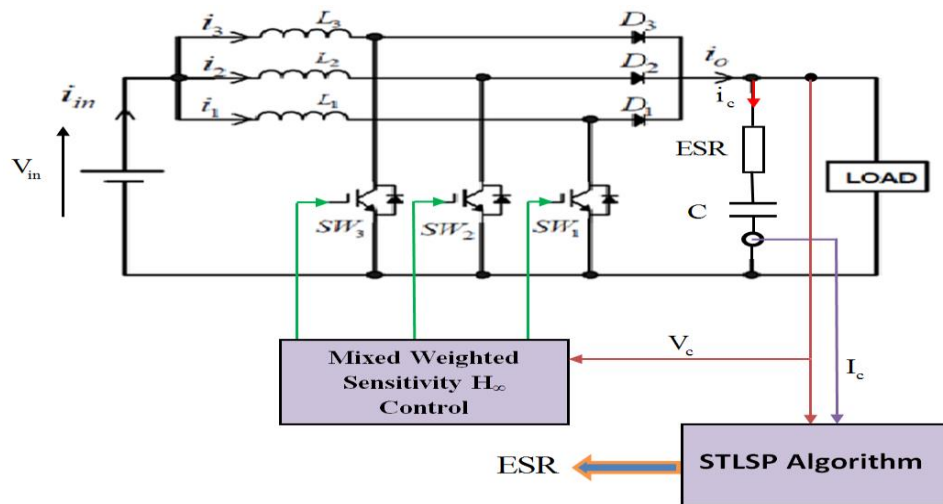 i3
L3
D3
i2
L2
D2
io
iin
i1
L1
D1
ic
Vin
ESR
LOAD
C
SW3
SW2
SW1
Mixed Weighted
Sensitivity H∞
Control
Vc
Ic
ESR
STLSP Algorithm